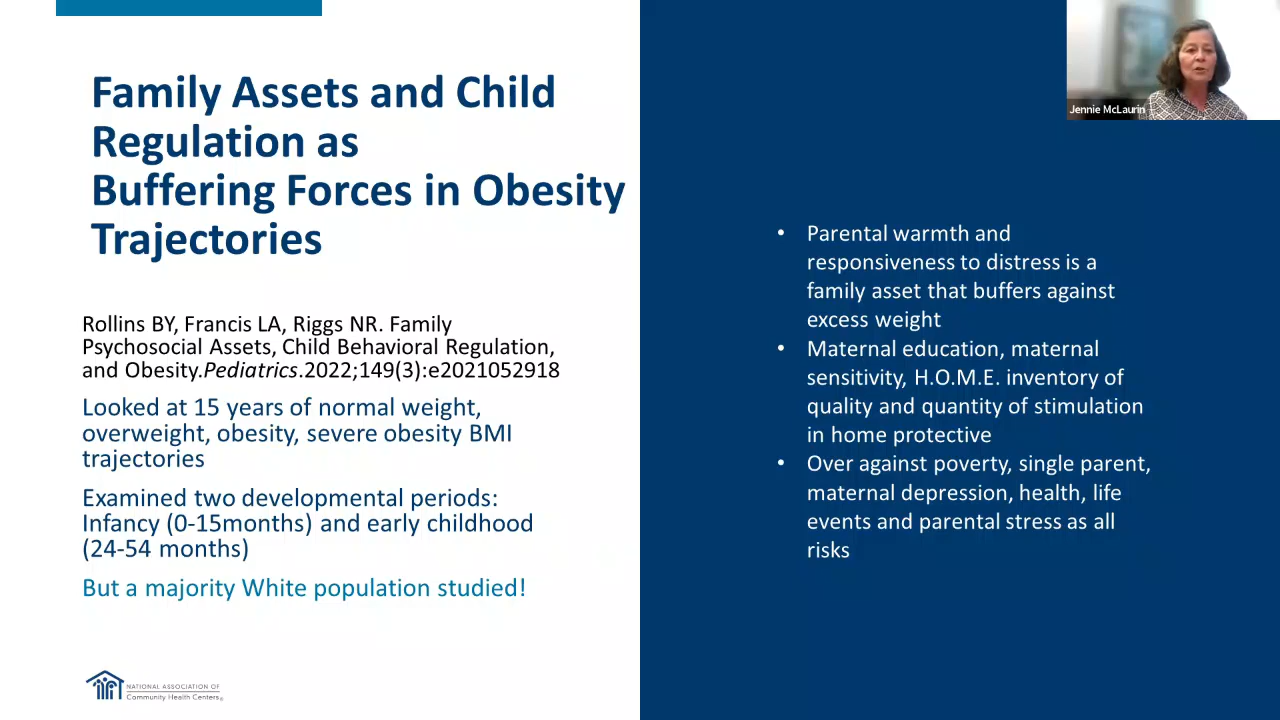 Family Assets and Child
Regulation as
Buffering Forces in Obesity
Trajectories
Rollins BY, Francis LA, Riggs NR. Family
Psychosocial Assets, Child Behavioral Regulation,
and Obesity.Pediatrics.2022;149(3):e2021052918
Looked at 15 years of normal weight,
overweight, obesity, severe obesity BMI
trajectories
Examined two developmental periods:
Infancy (0-15months) and early childhood
(24-54 months)
But a majority White population studied!
NATIONAL ASSOCIATION OF
Community Health Centers®
Jennie McLaurin
• Parental warmth and
responsiveness to distress is a
family asset that buffers against
excess weight
• Maternal education, maternal
sensitivity, H.O.M.E. inventory of
quality and quantity of stimulation
in home protective
• Over against poverty, single parent,
maternal depression, health, life
events and parental stress as all
risks